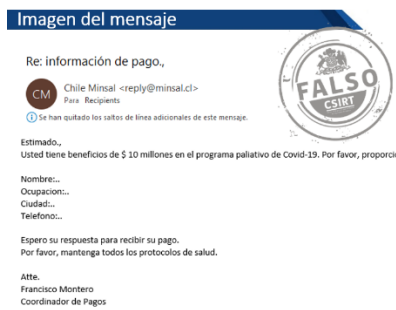 Imagen del mensaje
Re: información de pago.,
FALSO
CSIRT
CM
Chile Minsal <reply@minsal.cl>
Para Recipients
Se han quitado los saltos de línea adicionales de este mensaje.
Estimado.,
Usted tiene beneficios de $ 10 millones en el programa paliativo de Covid-19. Por favor, proporci
Nombre:..
Ocupacion:..
Ciudad:..
Telefono:..
Espero su respuesta para recibir su pago.
Por favor, mantenga todos los protocolos de salud.
Atte.
Francisco Montero
Coordinador de Pagos